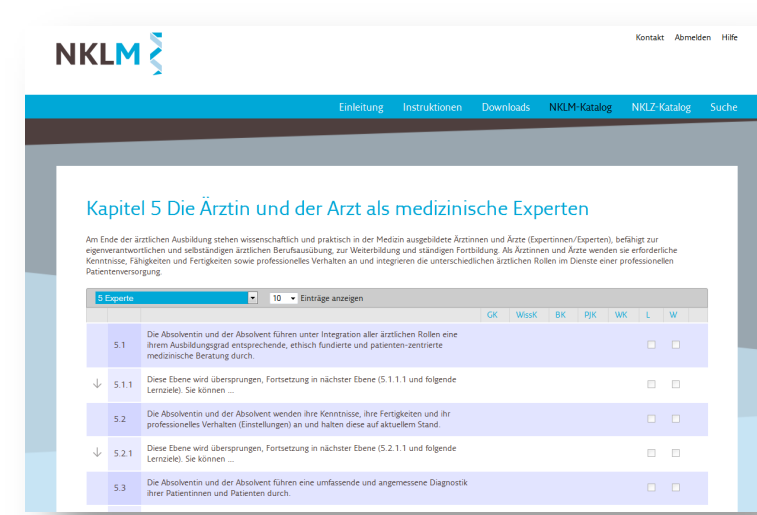 Kontakt Abmelden Hilfe
NKLM
Einleitung Instruktionen Downloads NKLM-Katalog NKLZ-Katalog Suche
Kapitel 5 Die Ärztin und der Arzt als medizinische Experten
Am Ende der ärztlichen Ausbildung stehen wissenschaftlich und praktisch in der Medizin ausgebildete Ärztinnen und Ärzte (Expertinnen/Experten), befähigt zur
eigenverantwortlichen und selbständigen ärztlichen Berufsausübung, zur Weiterbildung und ständigen Fortbildung. Als Ärztinnen und Ärzte wenden sie erforderliche
Kenntnisse, Fähigkeiten und Fertigkeiten sowie professionelles Verhalten an und integrieren die unterschiedlichen ärztlichen Rollen im Dienste einer professionellen
Patientenversorgung.
5 Experte 10 Einträge anzeigen
GK WissK BK PJK WK L W
5.1 Die Absolventin und der Absolvent führen unter Integration aller ärztlichen Rollen eine
ihrem Ausbildungsgrad entsprechende, ethisch fundierte und patienten-zentrierte
medizinische Beratung durch.
5.1.1 Diese Ebene wird übersprungen, Fortsetzung in nächster Ebene (5.1.1.1 und folgende
Lernziele). Sie können ...
5.2 Die Absolventin und der Absolvent wenden ihre Kenntnisse, ihre Fertigkeiten und ihr
professionelles Verhalten (Einstellungen) an und halten diese auf aktuellem Stand.
5.2.1 Diese Ebene wird übersprungen, Fortsetzung in nächster Ebene (5.2.1.1 und folgende
Lernziele). Sie können ...
5.3 Die Absolventin und der Absolvent führen eine umfassende und angemessene Diagnostik
ihrer Patientinnen und Patienten durch.